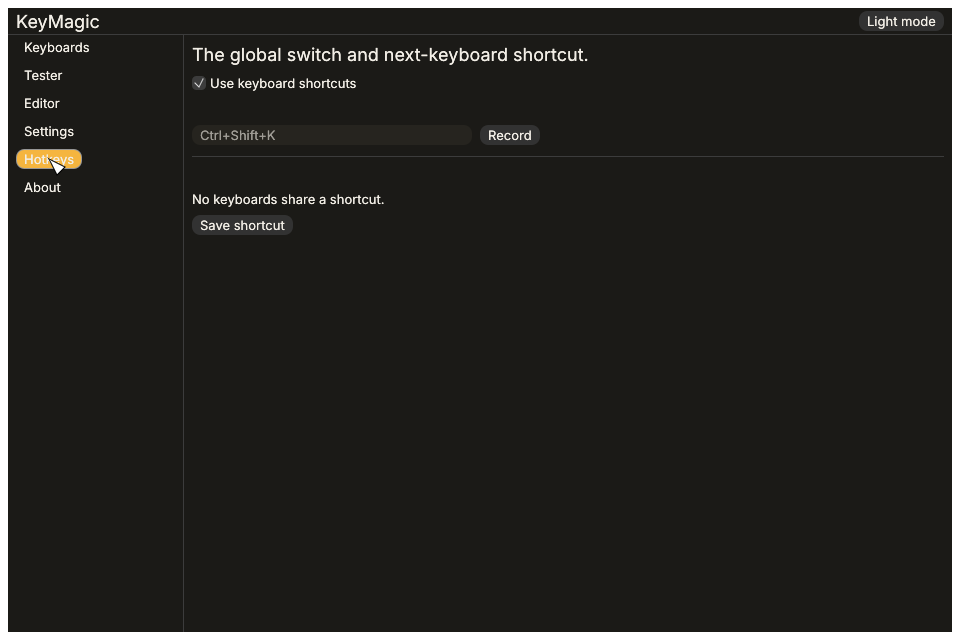 KeyMagic
Light mode
Keyboards
Tester
Editor
Settings
Hotkeys
About
The global switch and next-keyboard shortcut.
Use keyboard shortcuts
Ctrl+Shift+K
Record
No keyboards share a shortcut.
Save shortcut